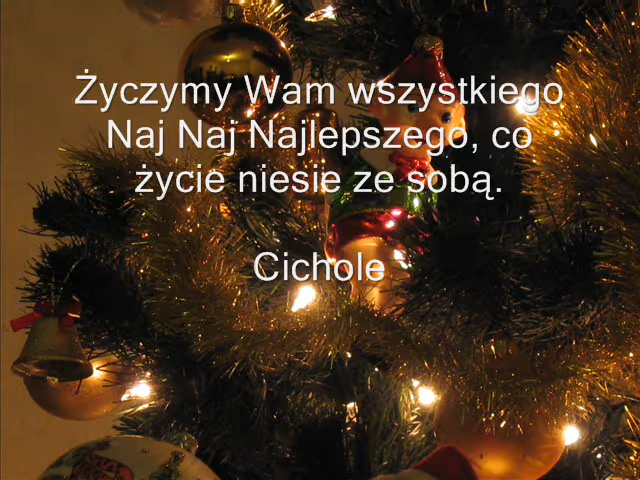 Życzymy Wam wszystkiego
Naj Naj Najlepszego, co
życie niesie ze sobą.
Cichole